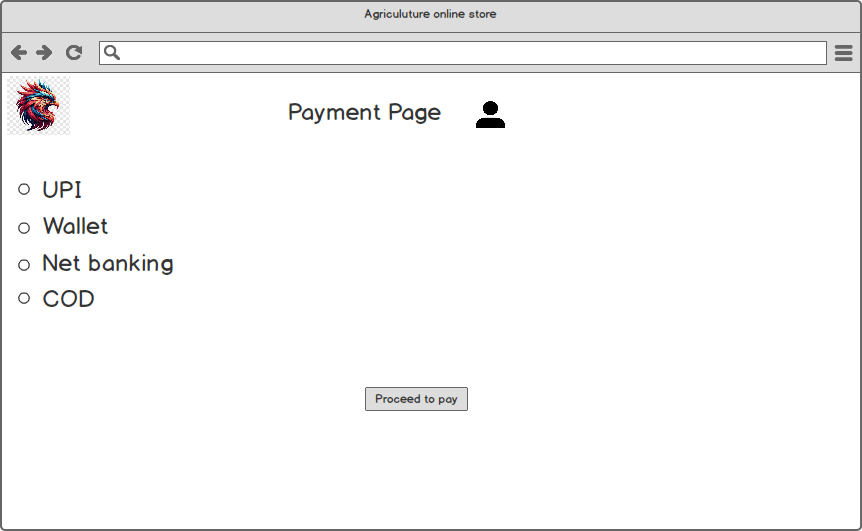 Agriculuture online store
Payment Page
UPI
Wallet
Net banking
COD
Proceed to pay